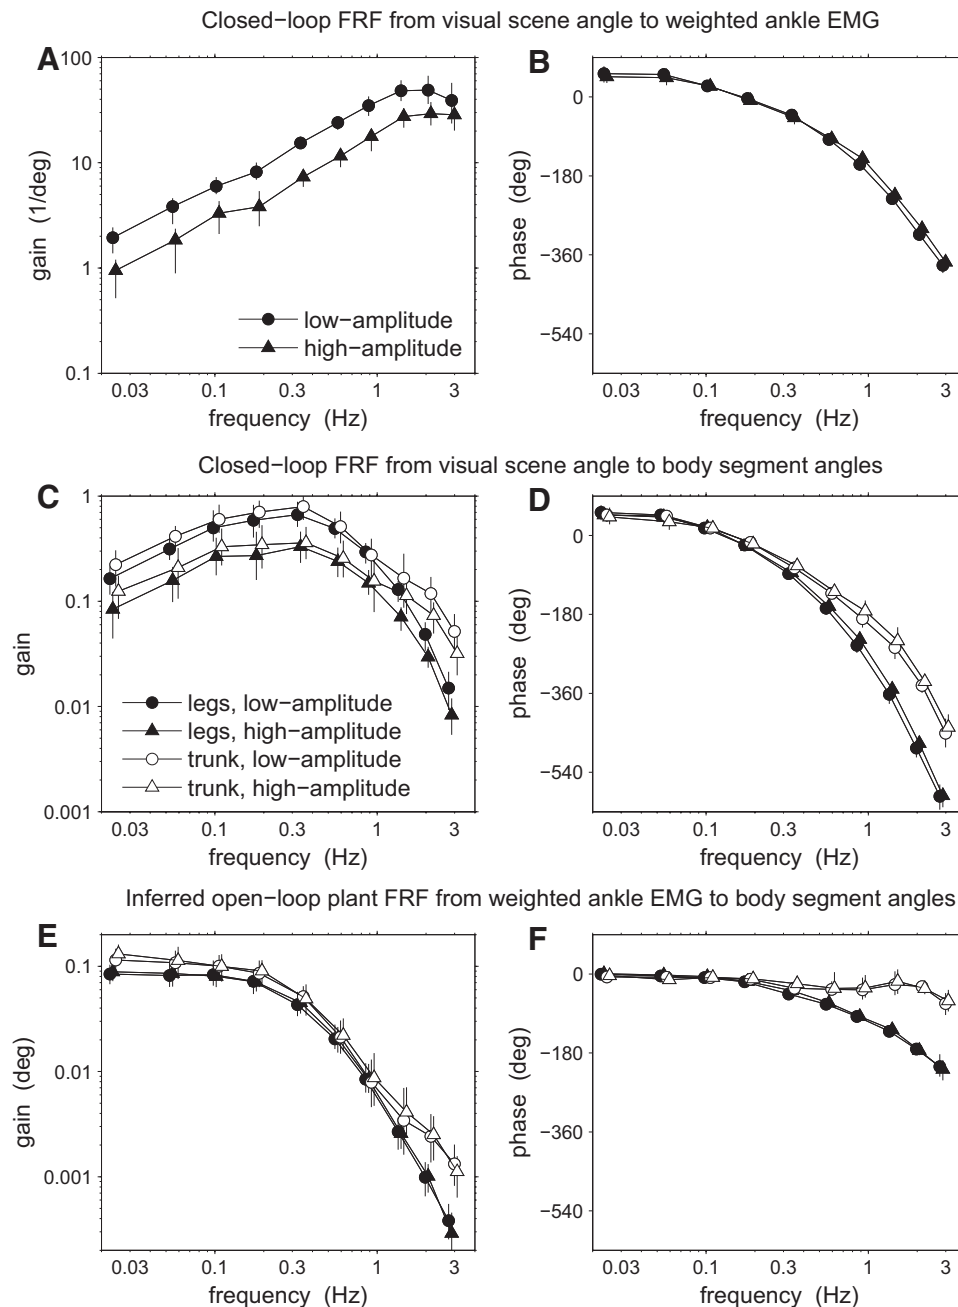 Closed−loop FRF from visual scene angle to weighted ankle EMG
A
B
100
10
1
0.1
gain (1/deg)
low−amplitude
high−amplitude
0.03 0.1 0.3 1 3
frequency (Hz)
0
−180
−360
−540
phase (deg)
0.03 0.1 0.3 1 3
frequency (Hz)
Closed−loop FRF from visual scene angle to body segment angles
C
D
1
0.1
0.01
0.001
gain
legs, low−amplitude
legs, high−amplitude
trunk, low−amplitude
trunk, high−amplitude
0.03 0.1 0.3 1 3
frequency (Hz)
0
−180
−360
−540
phase (deg)
0.03 0.1 0.3 1 3
frequency (Hz)
Inferred open−loop plant FRF from weighted ankle EMG to body segment angles
E
F
0.1
0.01
0.001
gain (deg)
0.03 0.1 0.3 1 3
frequency (Hz)
0
−180
−360
−540
phase (deg)
0.03 0.1 0.3 1 3
frequency (Hz)